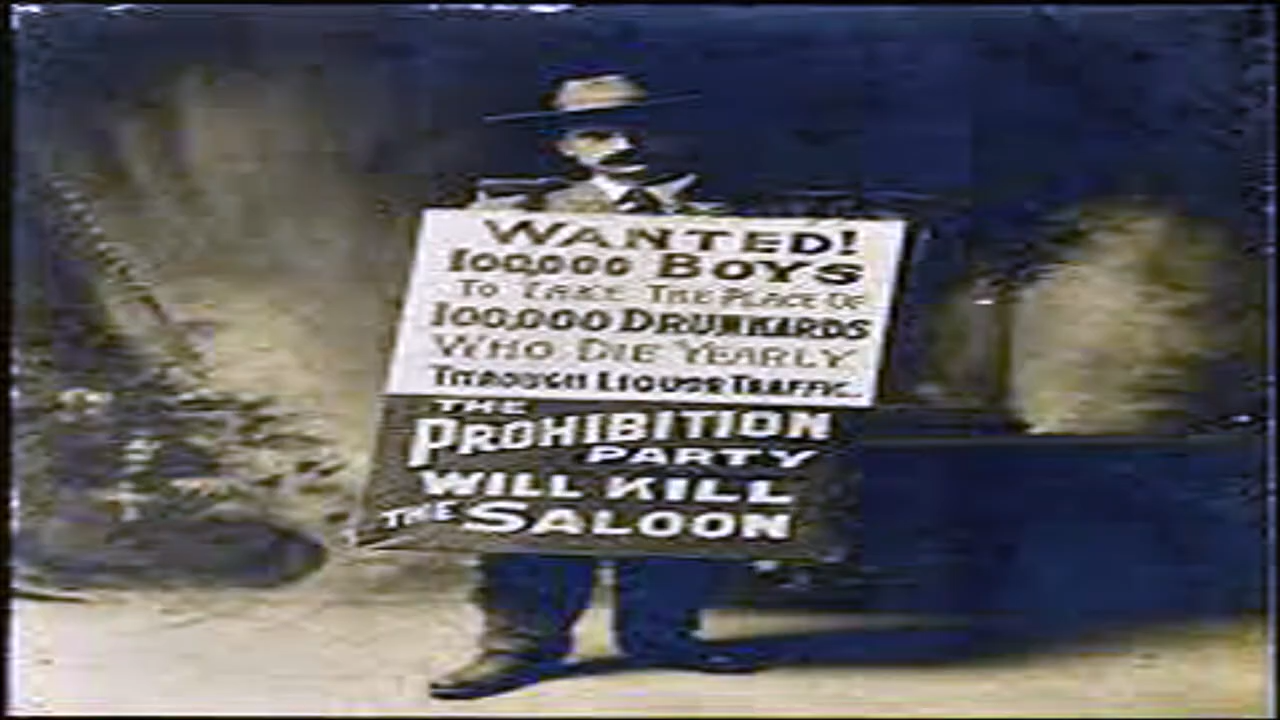 WANTED!
100,000 BOYS
TO TAKE THE PLACE OF
100,000 DRUNKARDS
WHO DIE YEARLY
THROUGH LIQUOR TRAFFIC.
THE
PROHIBITION
PARTY
WILL KILL
THE SALOON